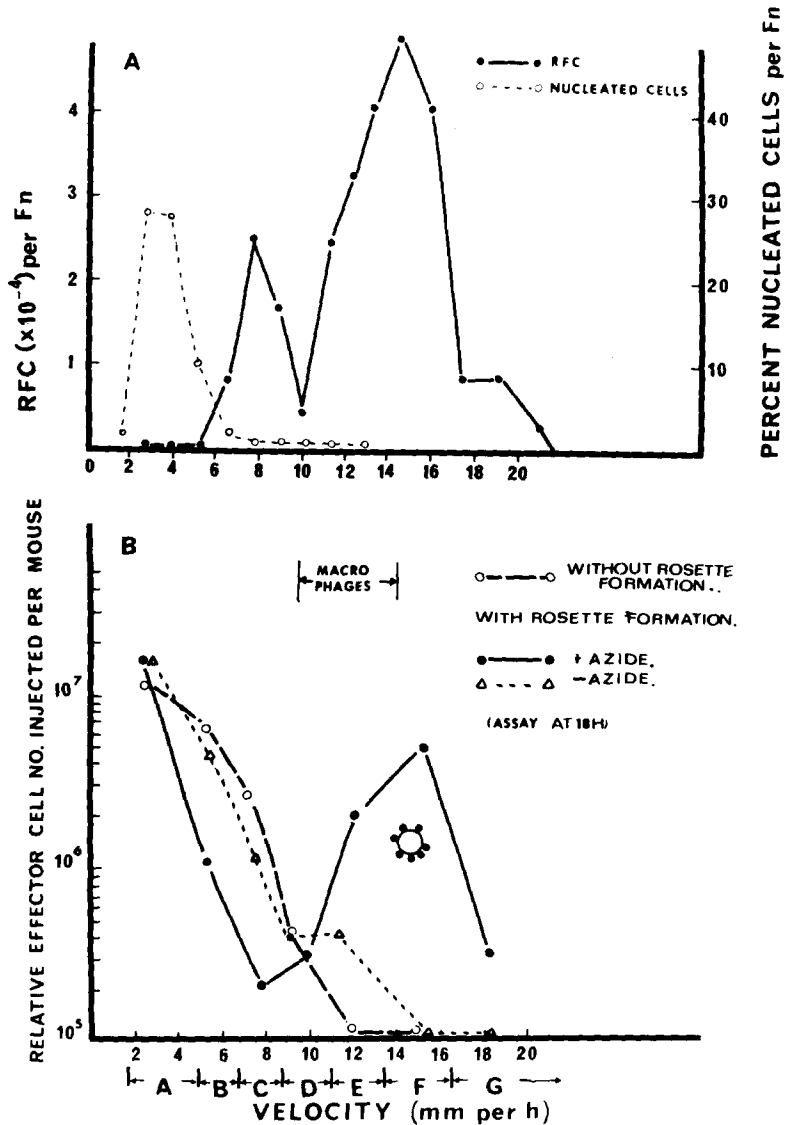 A
RFC
NUCLEATED CELLS
RFC (x10⁻⁴) per Fn
4
3
2
1
PERCENT NUCLEATED CELLS per Fn
40
30
20
10
0 2 4 6 8 10 12 14 16 18 20
B
MACRO
PHAGES
WITHOUT ROSETTE
FORMATION..
WITH ROSETTE FORMATION.
+ AZIDE.
- AZIDE.
(ASSAY AT 18H)
RELATIVE EFFECTOR CELL NO. INJECTED PER MOUSE
10⁷
10⁶
10⁵
2 4 6 8 10 12 14 16 18 20
A B C D E F G
VELOCITY (mm per h)